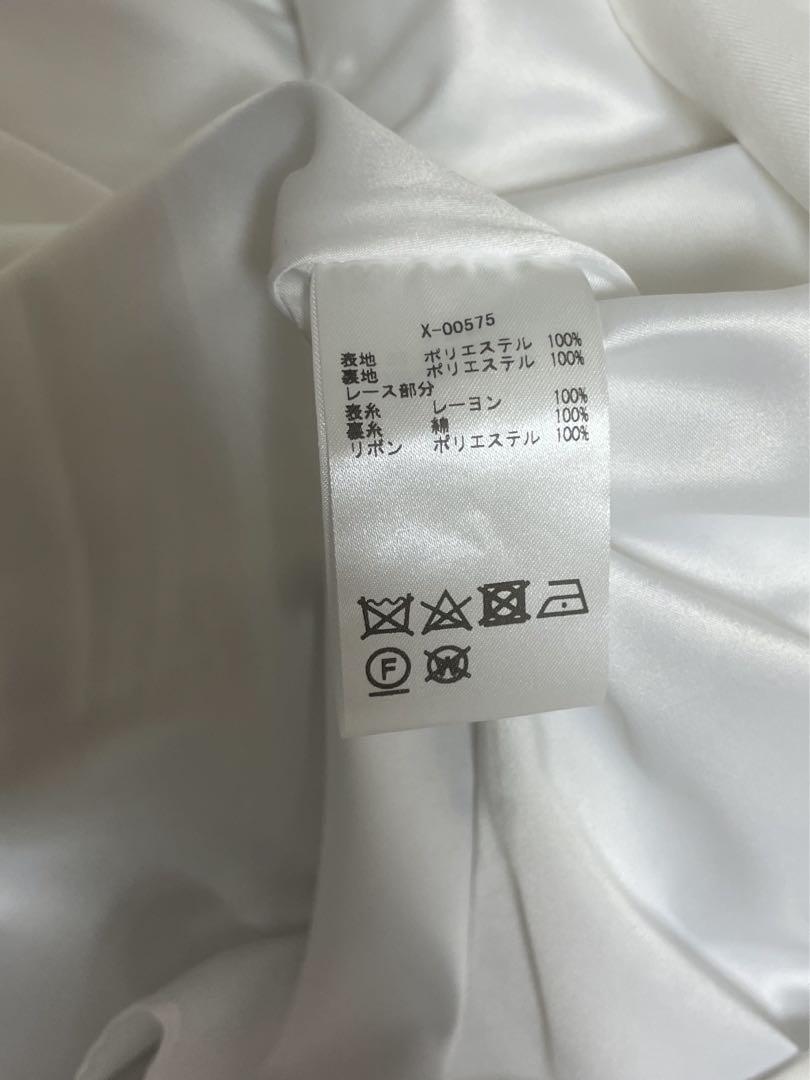 X-00575
表地 ポリエステル 100%
裏地 ポリエステル 100%
レース部分
表糸 レーヨン 100%
裏糸 綿 100%
リボン ポリエステル 100%
F W